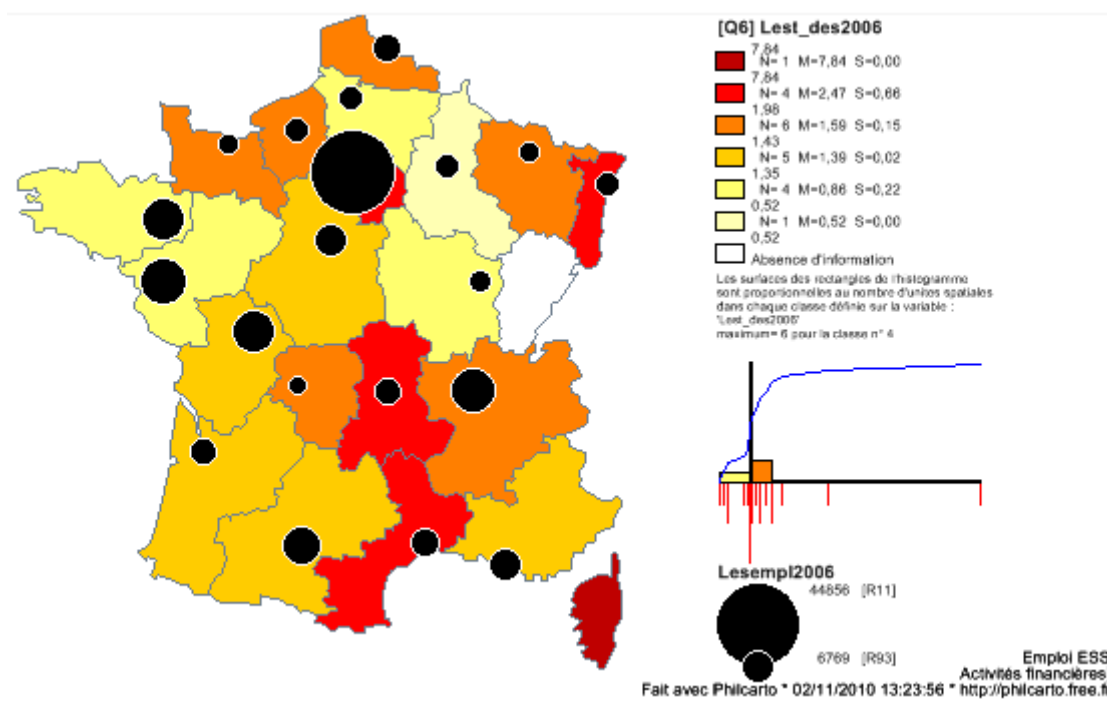 [Q6] Lest_des2006
7,84
N= 1 M=7,84 S=0,00
7,84
N= 4 M=2,47 S=0,66
1,98
N= 6 M=1,59 S=0,15
1,43
N= 5 M=1,39 S=0,02
1,35
N= 4 M=0,86 S=0,22
0,52
N= 1 M=0,52 S=0,00
0,52
Absence d'information
Les surfaces des rectangles de l'histogramme
sont proportionnelles au nombre d'unites spatiales
dans chaque classe définie sur la variable :
'Lest_des2006'
maximum= 6 pour la classe n° 4
Lesempl2006
44856 [R11]
6769 [R93]
Emploi ESS
Activités financières
Fait avec Philcarto * 02/11/2010 13:23:56 * http://philcarto.free.f